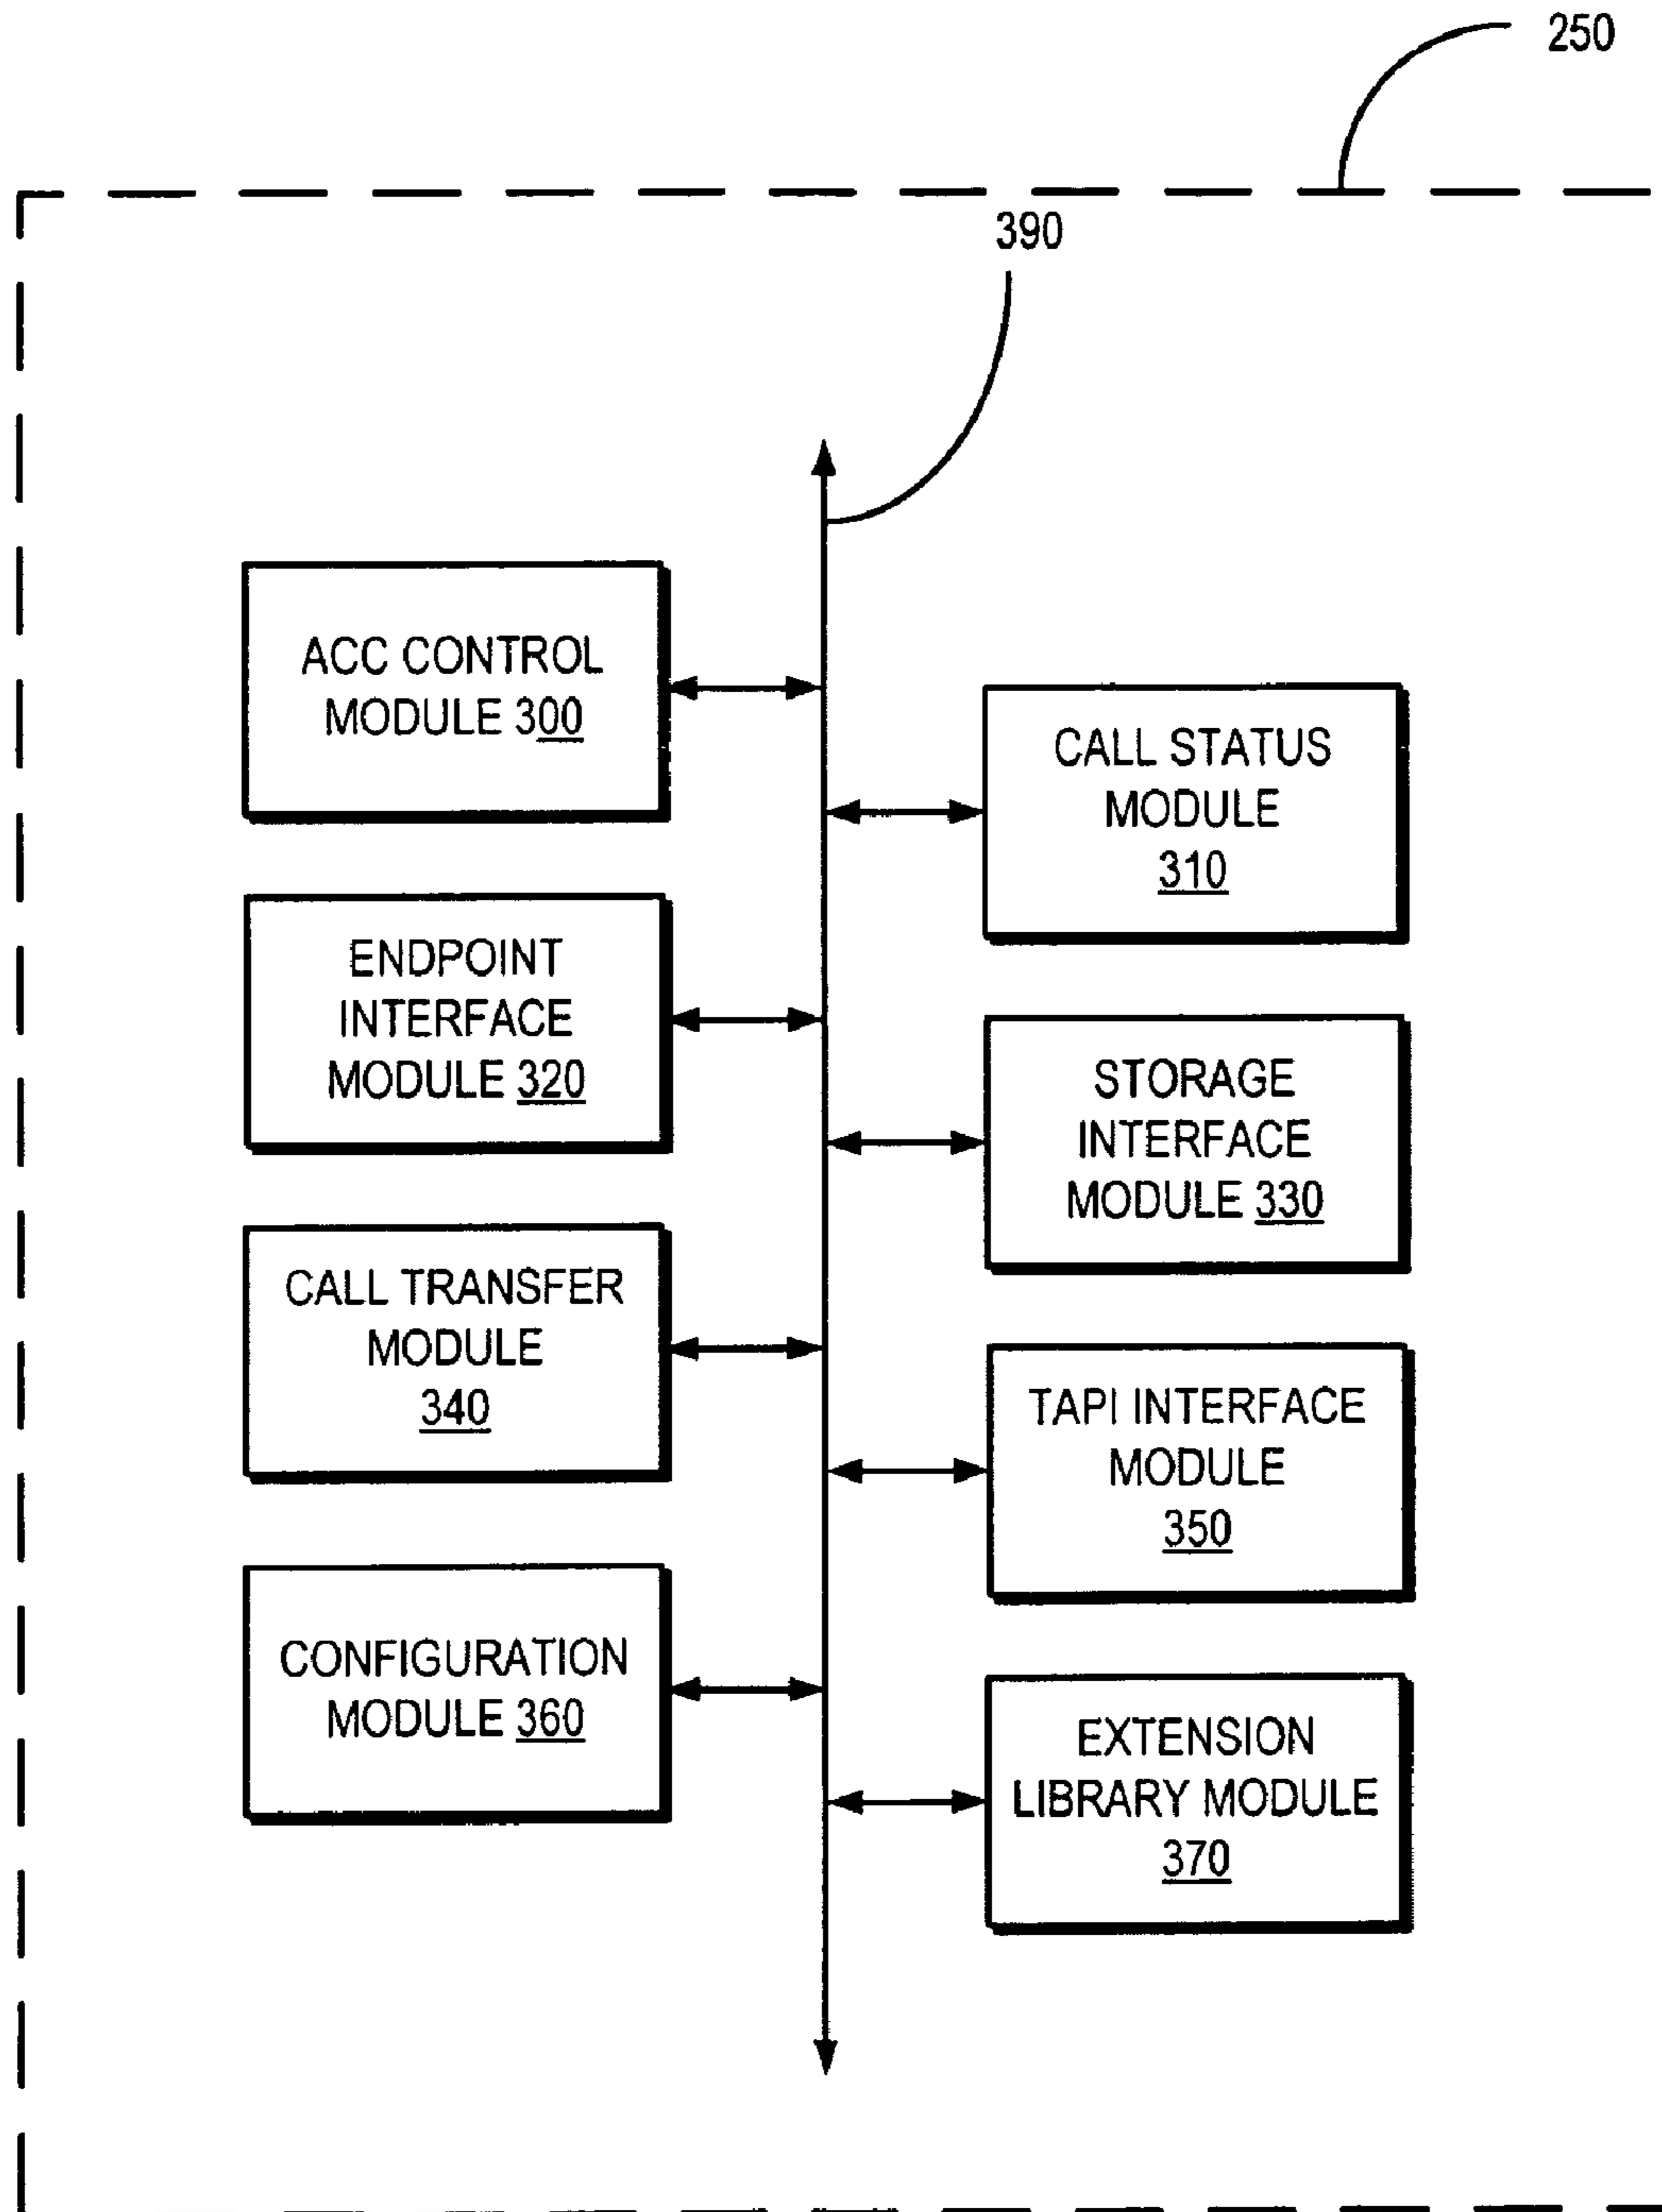 250
390
ACC CONTROL
MODULE 300
CALL STATUS
MODULE
310
ENDPOINT
INTERFACE
MODULE 320
STORAGE
INTERFACE
MODULE 330
CALL TRANSFER
MODULE
340
TAPI INTERFACE
MODULE
350
CONFIGURATION
MODULE 360
EXTENSION
LIBRARY MODULE
370